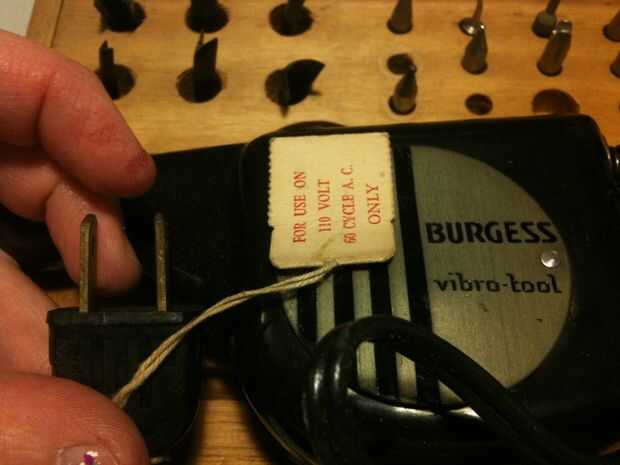 FOR USE ON
110 VOLT
60 CYCLE A. C.
ONLY
BURGESS
vibro-tool